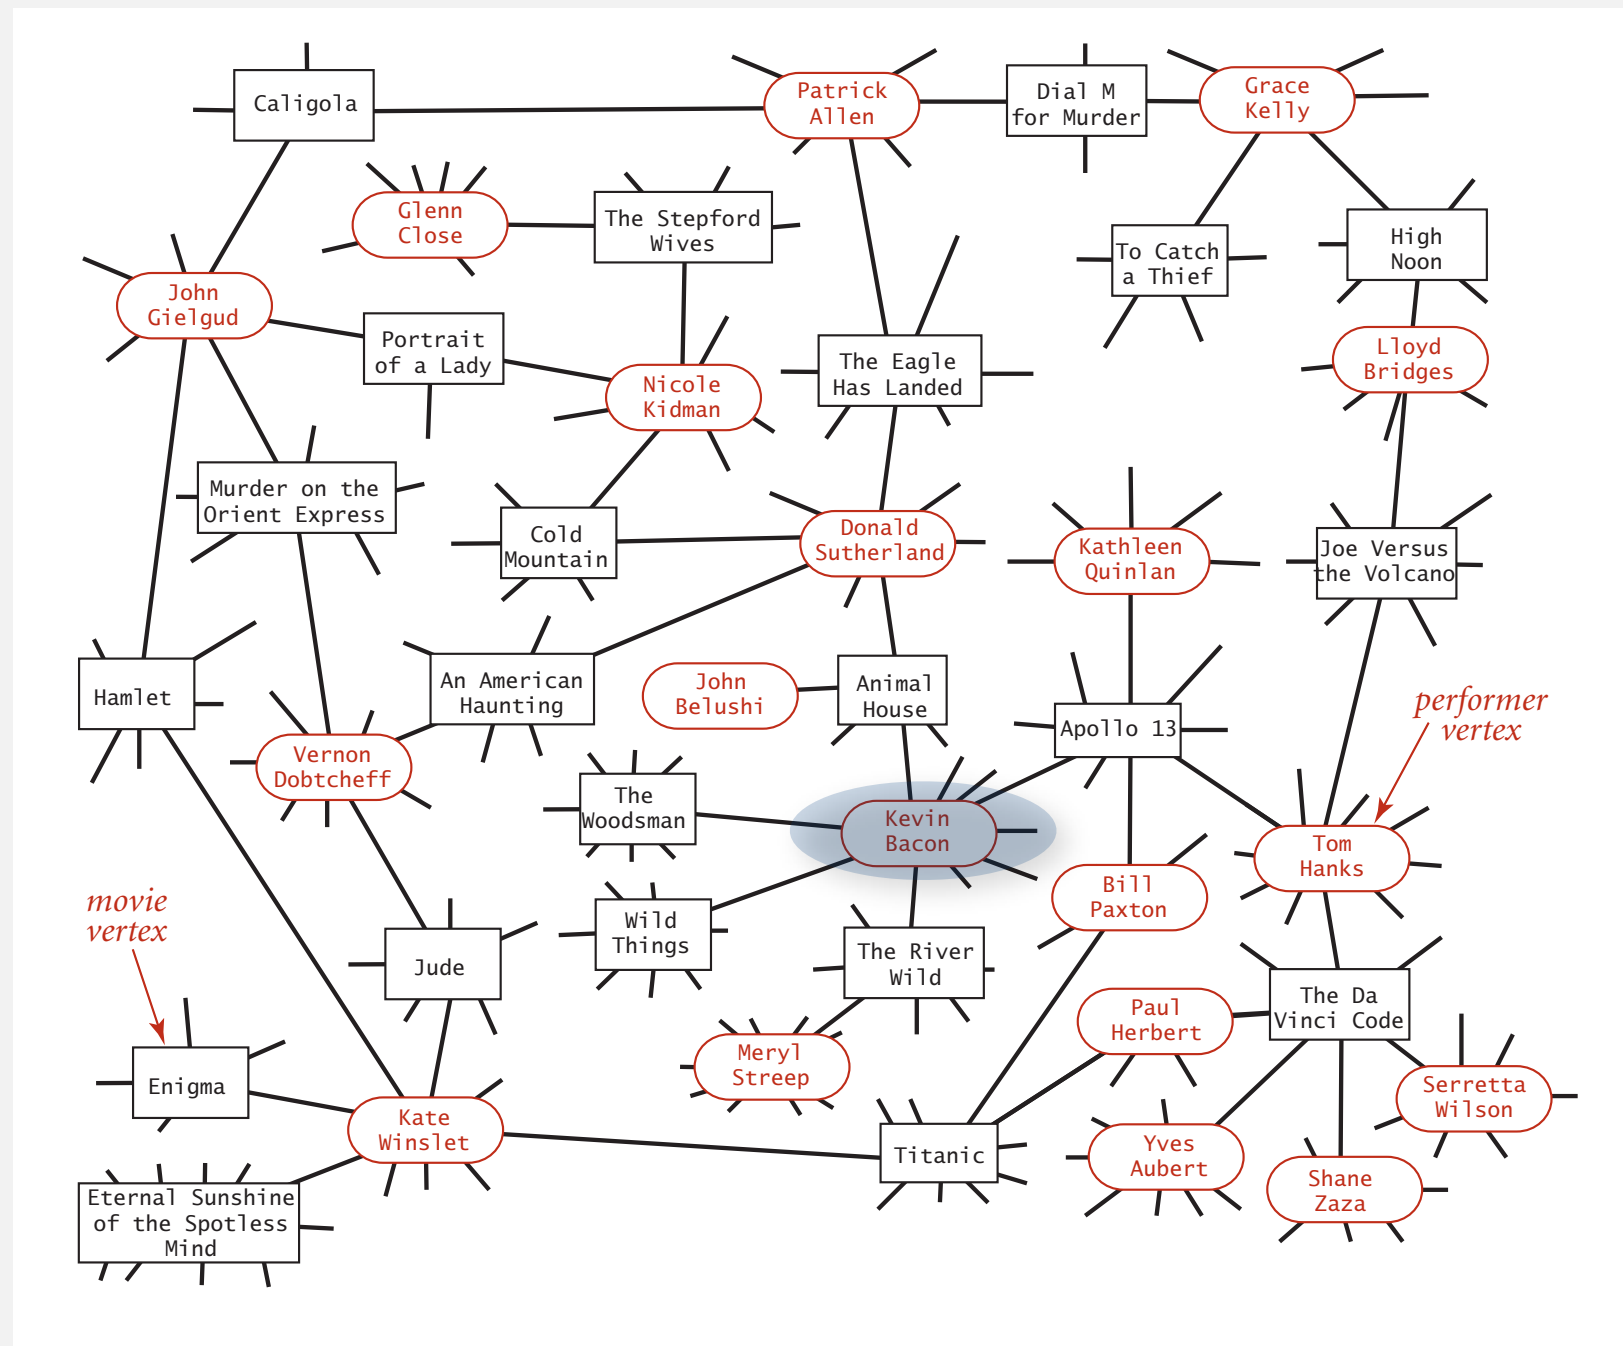 Caligola
Patrick
Allen
Dial M
for Murder
Grace
Kelly
Glenn
Close
The Stepford
Wives
To Catch
a Thief
High
Noon
John
Gielgud
Portrait
of a Lady
Nicole
Kidman
The Eagle
Has Landed
Lloyd
Bridges
Murder on the
Orient Express
Cold
Mountain
Donald
Sutherland
Kathleen
Quinlan
Joe Versus
the Volcano
Hamlet
An American
Haunting
John
Belushi
Animal
House
Apollo 13
performer
vertex
Vernon
Dobtcheff
The
Woodsman
Kevin
Bacon
Tom
Hanks
movie
vertex
Jude
Wild
Things
The River
Wild
Bill
Paxton
Paul
Herbert
The Da
Vinci Code
Enigma
Meryl
Streep
Serretta
Wilson
Kate
Winslet
Titanic
Yves
Aubert
Shane
Zaza
Eternal Sunshine
of the Spotless
Mind